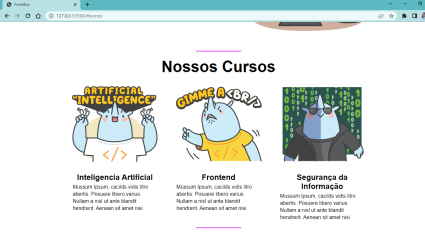 FrontMov
127.0.0.1:5500/#cursos
Nossos Cursos
ARTIFICIAL
"INTELLIGENCE"
GIMME A <BR/>
Inteligencia Artificial
Mussum Ipsum, cacilds vidis litro
abertis. Posuere libero varius.
Nullam a nisl ut ante blandit
hendrerit. Aenean sit amet nisi.
Frontend
Mussum Ipsum, cacilds vidis litro
abertis. Posuere libero varius.
Nullam a nisl ut ante blandit
hendrerit. Aenean sit amet nisi.
Segurança da
Informação
Mussum Ipsum, cacilds vidis litro
abertis. Posuere libero varius.
Nullam a nisl ut ante blandit
hendrerit. Aenean sit amet nisi.